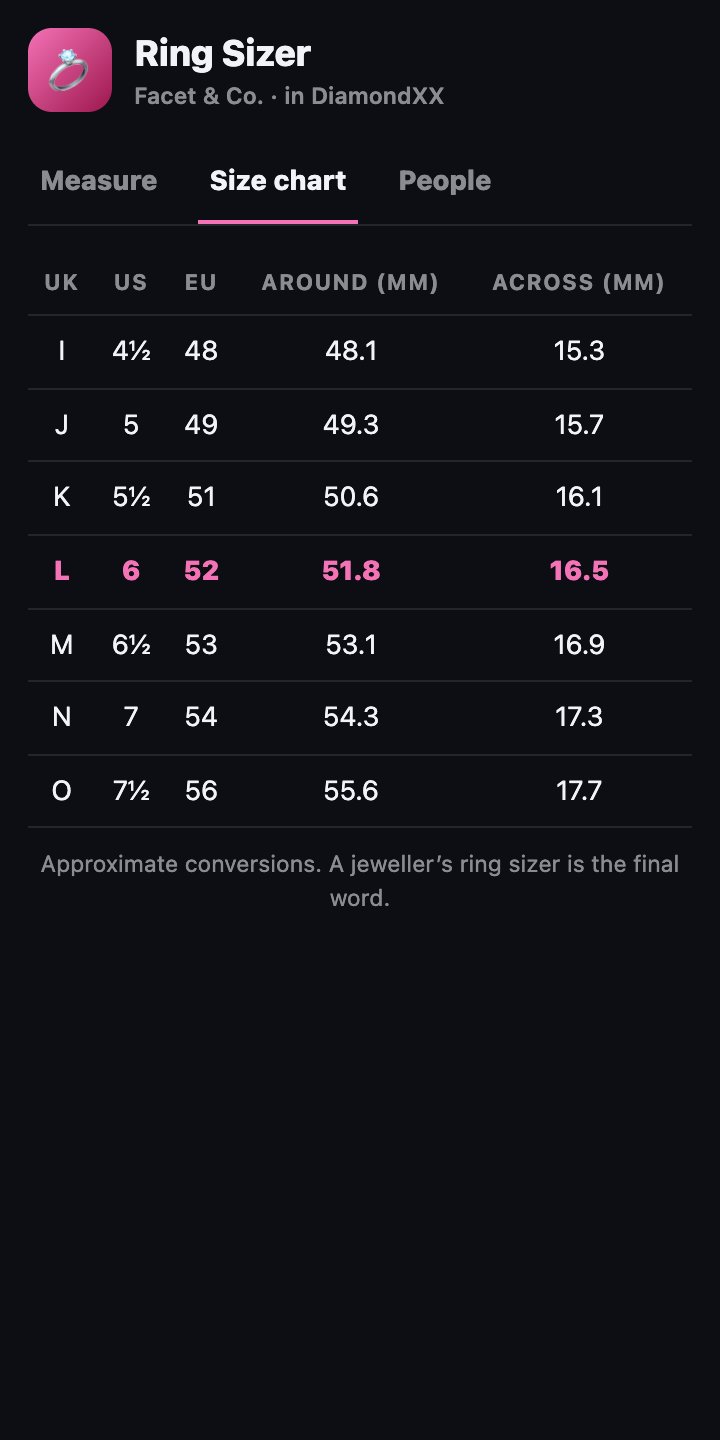 Ring Sizer
Facet & Co. · in DiamondXX
Measure Size chart People
UK US EU AROUND (MM) ACROSS (MM)
I 4½ 48 48.1 15.3
J 5 49 49.3 15.7
K 5½ 51 50.6 16.1
L 6 52 51.8 16.5
M 6½ 53 53.1 16.9
N 7 54 54.3 17.3
O 7½ 56 55.6 17.7
Approximate conversions. A jeweller’s ring sizer is the final
word.